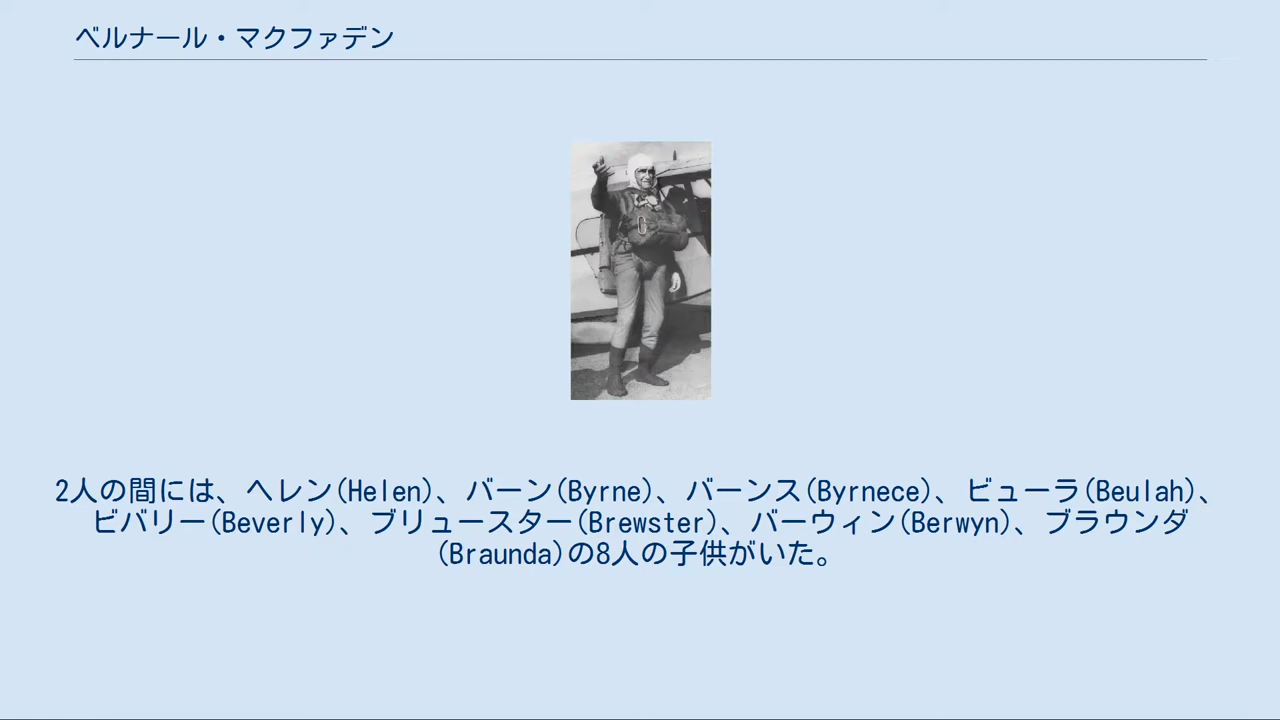 ベルナール・マクファデン
2人の間には、ヘレン(Helen)、バーン(Byrne)、バーンス(Byrnece)、ビューラ(Beulah)、
ビバリー(Beverly)、ブリュースター(Brewster)、バーウィン(Berwyn)、ブラウンダ
(Braunda)の8人の子供がいた。